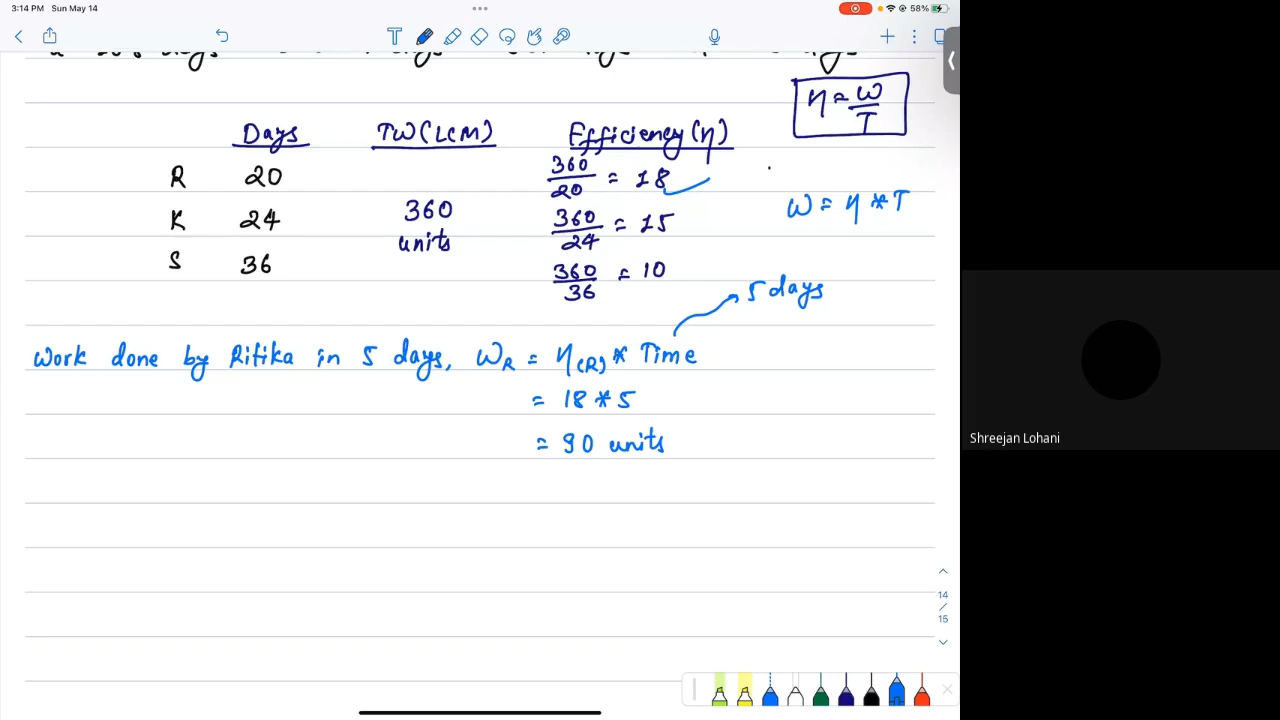 3:14 PM Sun May 14
58%
days
η = W/T
Days TW(LCM) Efficiency(η)
R 20 360/20 = 18
W = η * T
K 24 360 units 360/24 = 15
S 36 360/36 = 10
5 days
Work done by Ritika in 5 days, WR = η(R) * Time
= 18 * 5
= 90 units
14
/
15
Shreejan Lohani